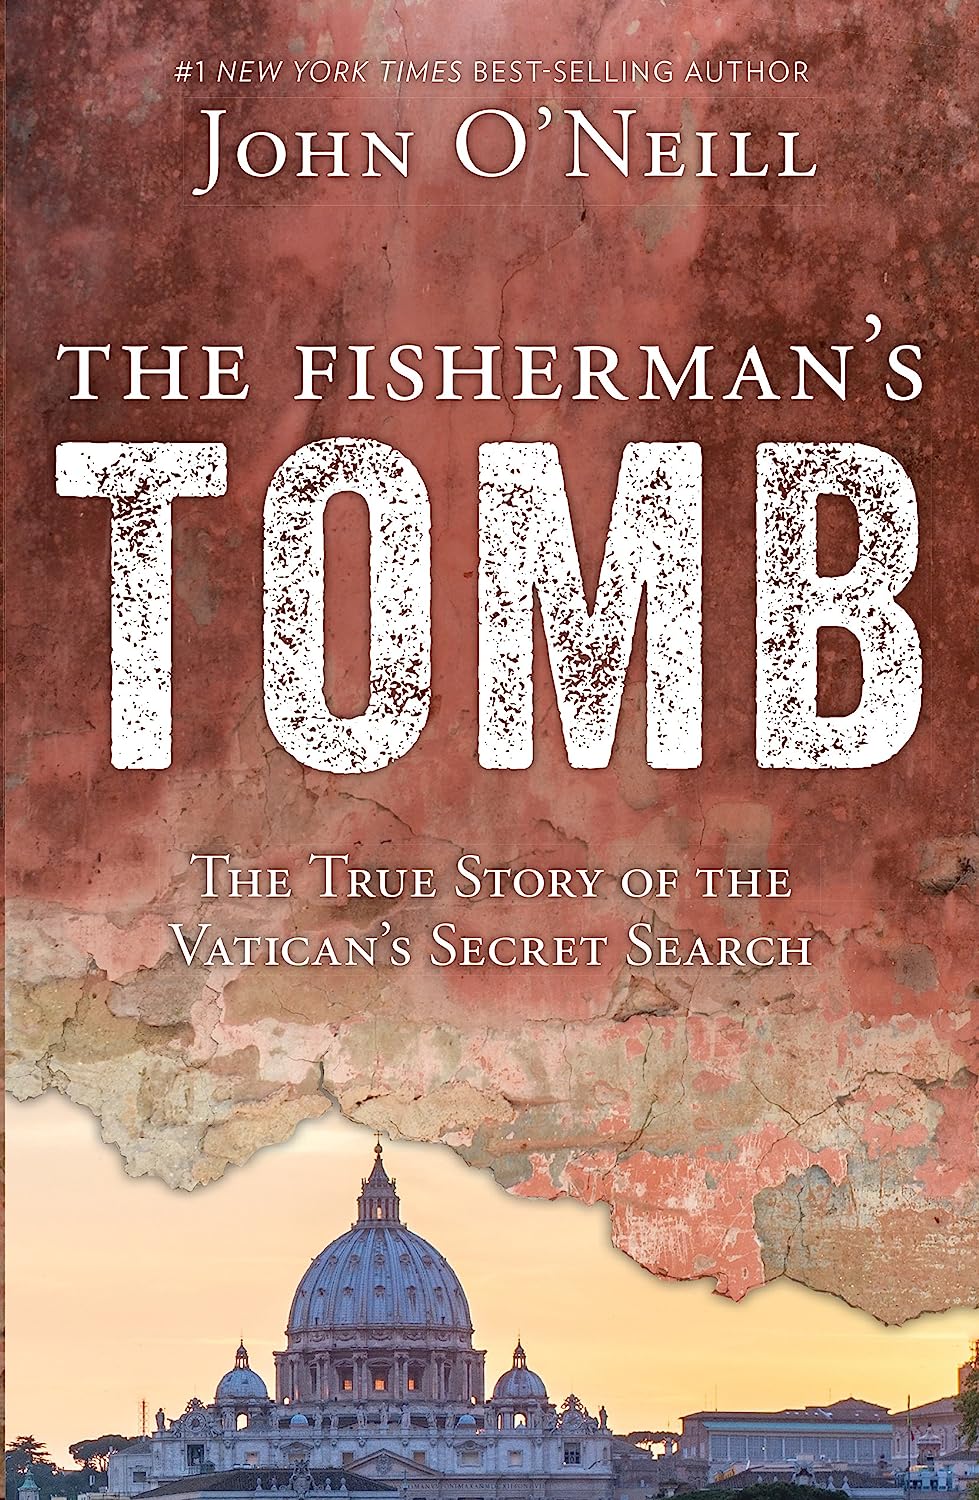 #1 NEW YORK TIMES BEST-SELLING AUTHOR
JOHN O’NEILL
THE FISHERMAN’S
TOMB
THE TRUE STORY OF THE
VATICAN’S SECRET SEARCH